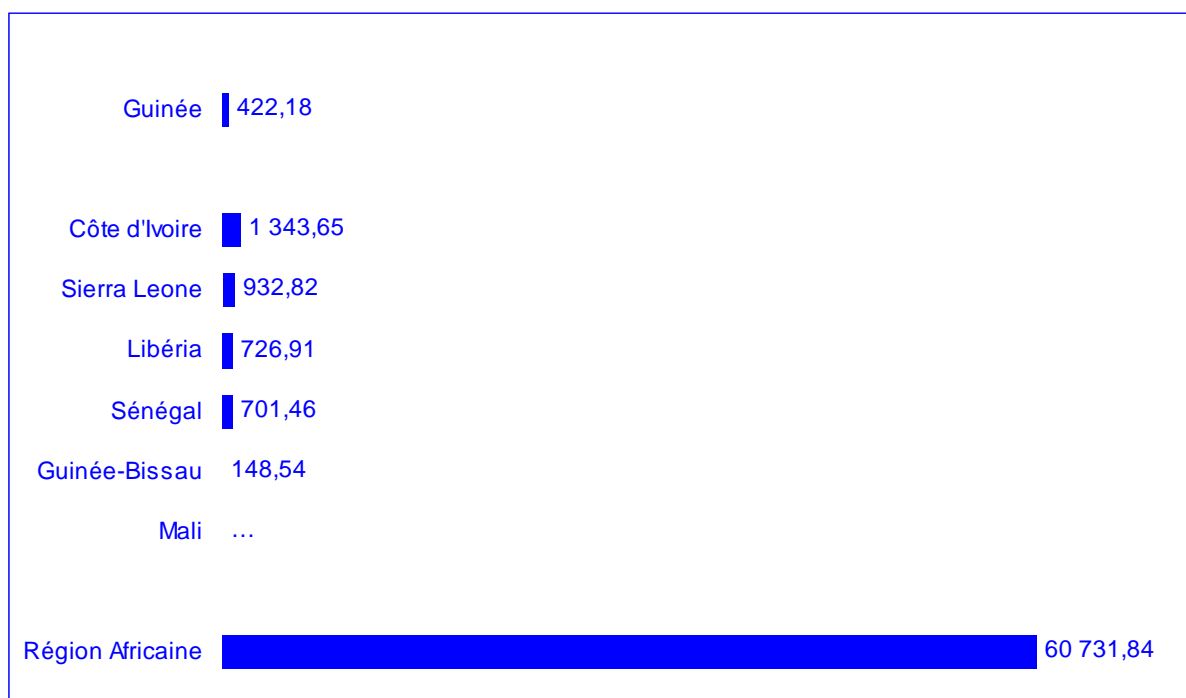 Guinée 422,18
Côte d'Ivoire 1 343,65
Sierra Leone 932,82
Libéria 726,91
Sénégal 701,46
Guinée-Bissau 148,54
Mali …
Région Africaine 60 731,84